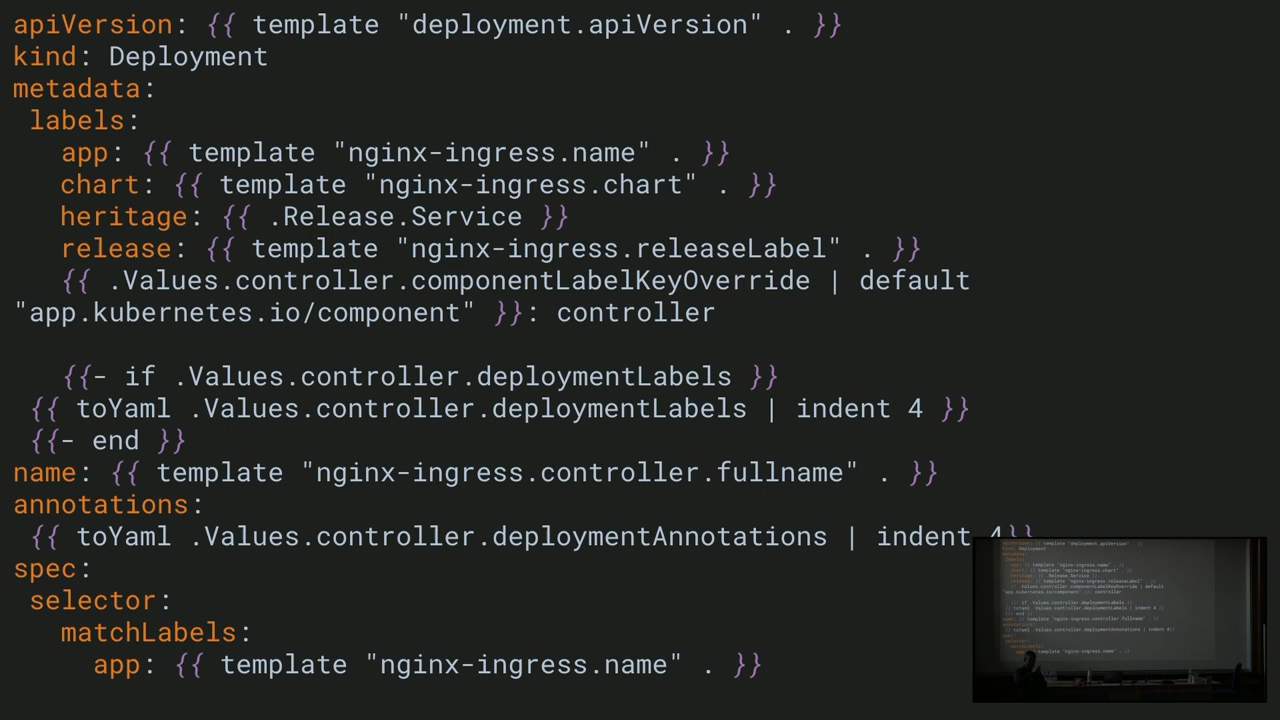 apiVersion: {{ template "deployment.apiVersion" . }}
kind: Deployment
metadata:
 labels:
   app: {{ template "nginx-ingress.name" . }}
   chart: {{ template "nginx-ingress.chart" . }}
   heritage: {{ .Release.Service }}
   release: {{ template "nginx-ingress.releaseLabel" . }}
   {{ .Values.controller.componentLabelKeyOverride | default
"app.kubernetes.io/component" }}: controller
   {{- if .Values.controller.deploymentLabels }}
 {{ toYaml .Values.controller.deploymentLabels | indent 4 }}
 {{- end }}
name: {{ template "nginx-ingress.controller.fullname" . }}
annotations:
 {{ toYaml .Values.controller.deploymentAnnotations | indent 4}}
spec:
 selector:
   matchLabels:
     app: {{ template "nginx-ingress.name" . }}